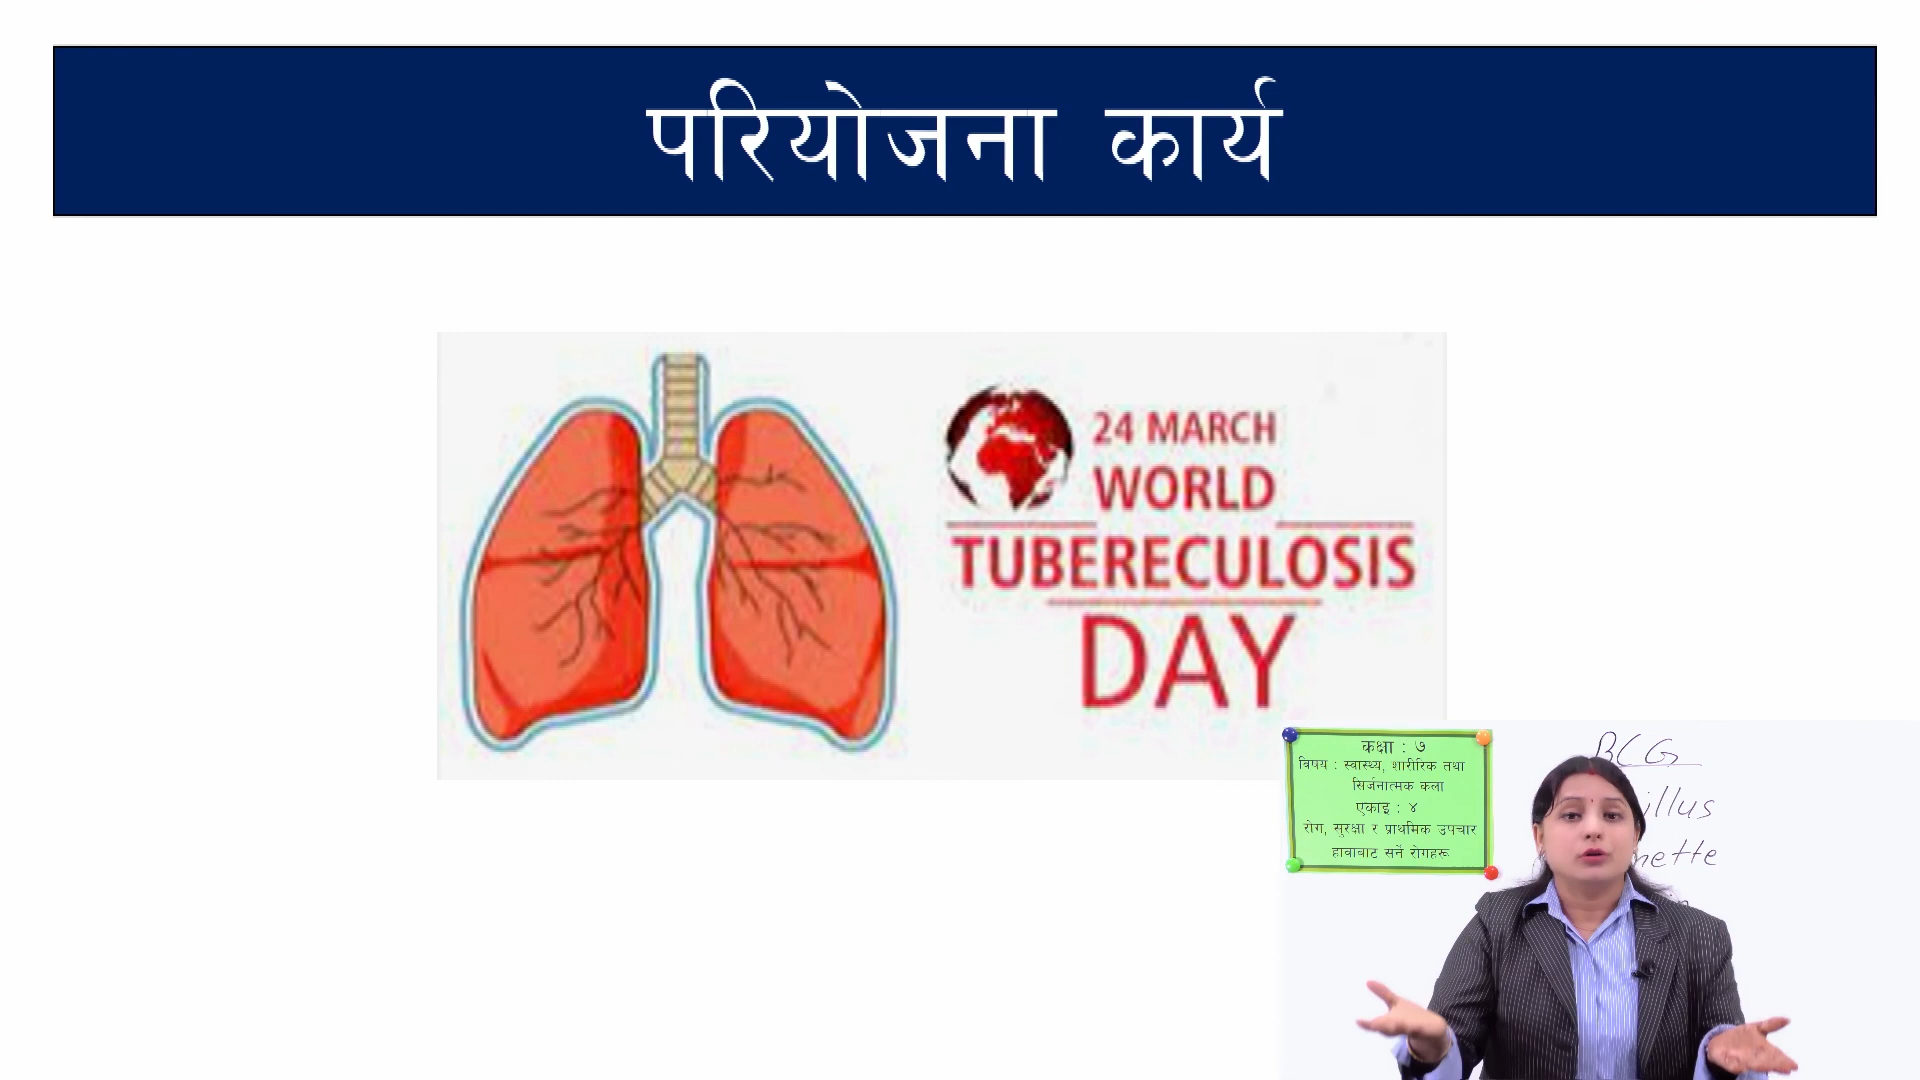 परियोजना कार्य
24 MARCH
WORLD
TUBERECULOSIS
DAY
कक्षा : ७
विषय : स्वास्थ्य, शारीरिक तथा
सिर्जनात्मक कला
एकाइ : ४
रोग, सुरक्षा र प्राथमिक उपचार
हावाबाट सर्ने रोगहरू
BCG